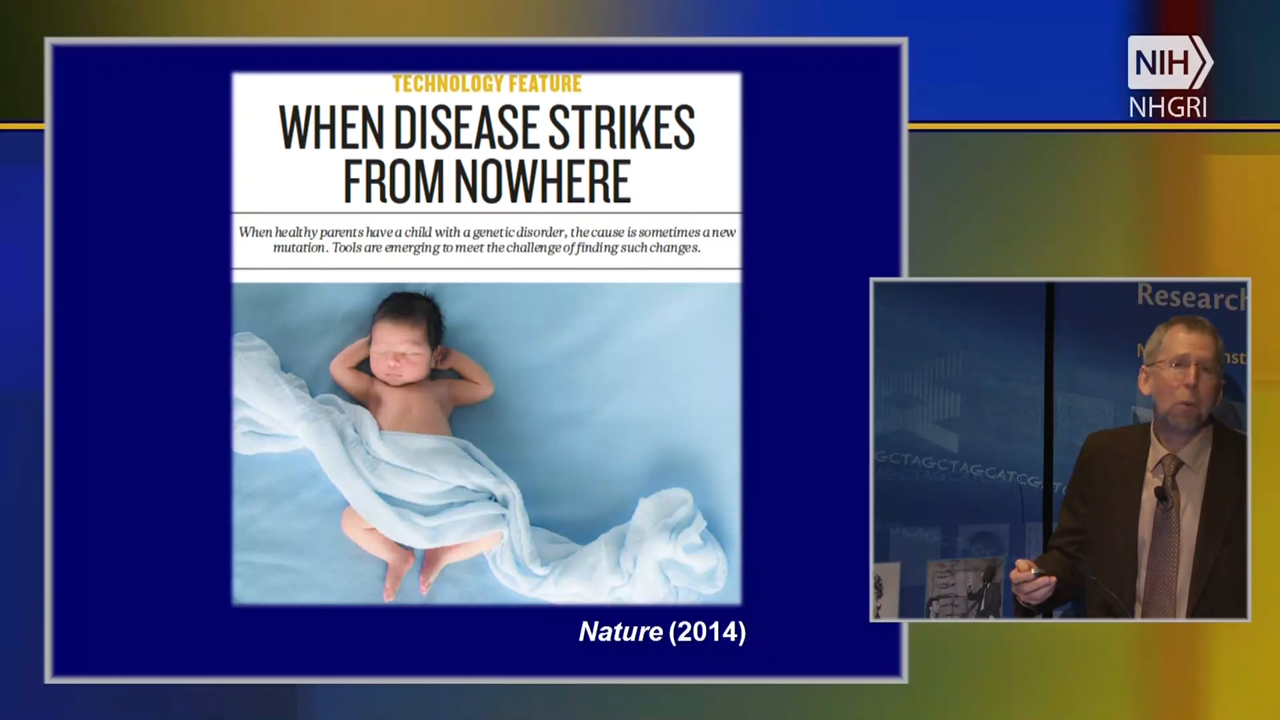 TECHNOLOGY FEATURE
WHEN DISEASE STRIKES
FROM NOWHERE
When healthy parents have a child with a genetic disorder, the cause is sometimes a new
mutation. Tools are emerging to meet the challenge of finding such changes.
Nature (2014)
NIH
NHGRI
Research